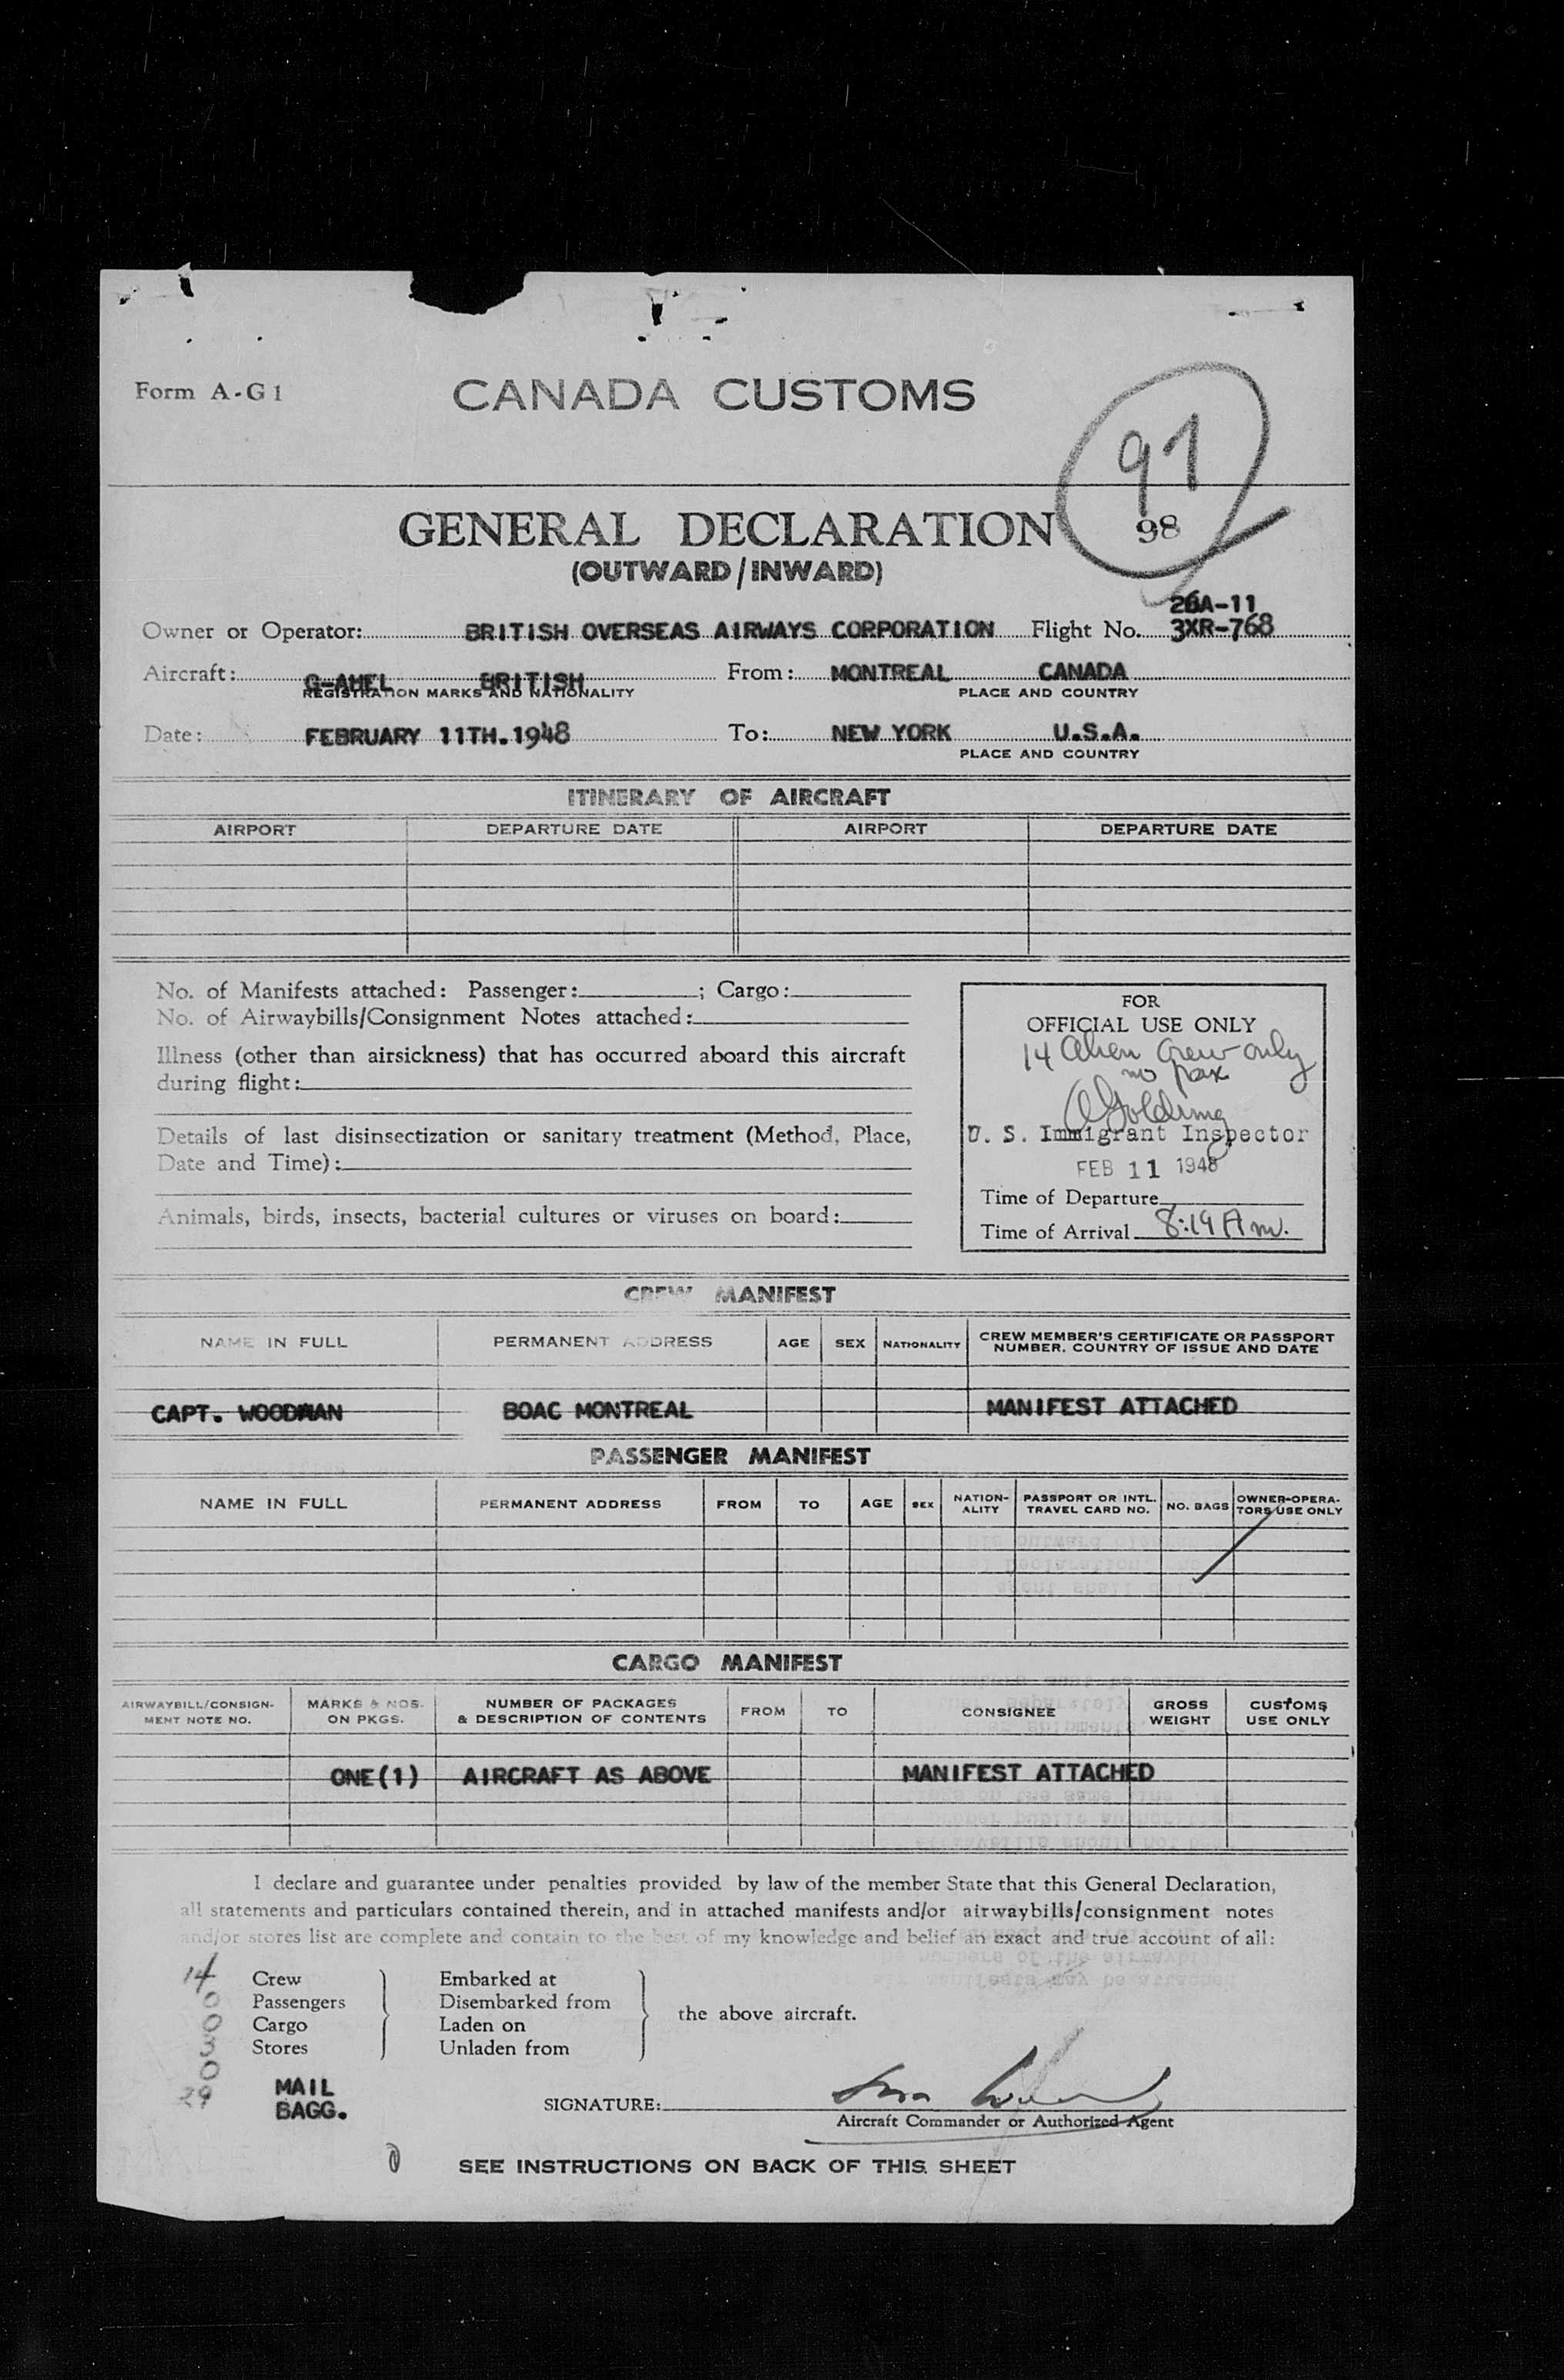 Form A-G1
CANADA CUSTOMS
97
GENERAL DECLARATION
98
(OUTWARD/INWARD)
26A-11
Owner or Operator: BRITISH OVERSEAS AIRWAYS CORPORATION Flight No. 3XR-768
Aircraft: G-AHEL BRITISH From: MONTREAL CANADA
REGISTRATION MARKS AND NATIONALITY PLACE AND COUNTRY
Date: FEBRUARY 11TH.1948 To: NEW YORK U.S.A.
PLACE AND COUNTRY
ITINERARY OF AIRCRAFT
AIRPORT DEPARTURE DATE AIRPORT DEPARTURE DATE
No. of Manifests attached: Passenger: ; Cargo:
No. of Airwaybills/Consignment Notes attached:
Illness (other than airsickness) that has occurred aboard this aircraft
during flight:
Details of last disinsectization or sanitary treatment (Method, Place,
Date and Time):
Animals, birds, insects, bacterial cultures or viruses on board:
FOR
OFFICIAL USE ONLY
14 Alien Crew only
no pax
Golding
U. S. Immigrant Inspector
FEB 11 1948
Time of Departure
Time of Arrival 8:19 Am.
CREW MANIFEST
NAME IN FULL PERMANENT ADDRESS AGE SEX NATIONALITY CREW MEMBER'S CERTIFICATE OR PASSPORT
NUMBER, COUNTRY OF ISSUE AND DATE
CAPT. WOODMAN BOAC MONTREAL MANIFEST ATTACHED
PASSENGER MANIFEST
NAME IN FULL PERMANENT ADDRESS FROM TO AGE SEX NATION-ALITY PASSPORT OR INTL. TRAVEL CARD NO. NO. BAGS OWNER-OPERA-TORS USE ONLY
CARGO MANIFEST
AIRWAYBILL/CONSIGN-MENT NOTE NO. MARKS & NOS. ON PKGS. NUMBER OF PACKAGES & DESCRIPTION OF CONTENTS FROM TO CONSIGNEE GROSS WEIGHT CUSTOMS USE ONLY
ONE(1) AIRCRAFT AS ABOVE MANIFEST ATTACHED
I declare and guarantee under penalties provided by law of the member State that this General Declaration,
all statements and particulars contained therein, and in attached manifests and/or airwaybills/consignment notes
and/or stores list are complete and contain to the best of my knowledge and belief an exact and true account of all:
14 Crew Embarked at
0 Passengers Disembarked from
0 Cargo Laden on
3 Stores Unladen from
the above aircraft.
0 MAIL
29 BAGG.
SIGNATURE:
Aircraft Commander or Authorized Agent
0
SEE INSTRUCTIONS ON BACK OF THIS SHEET